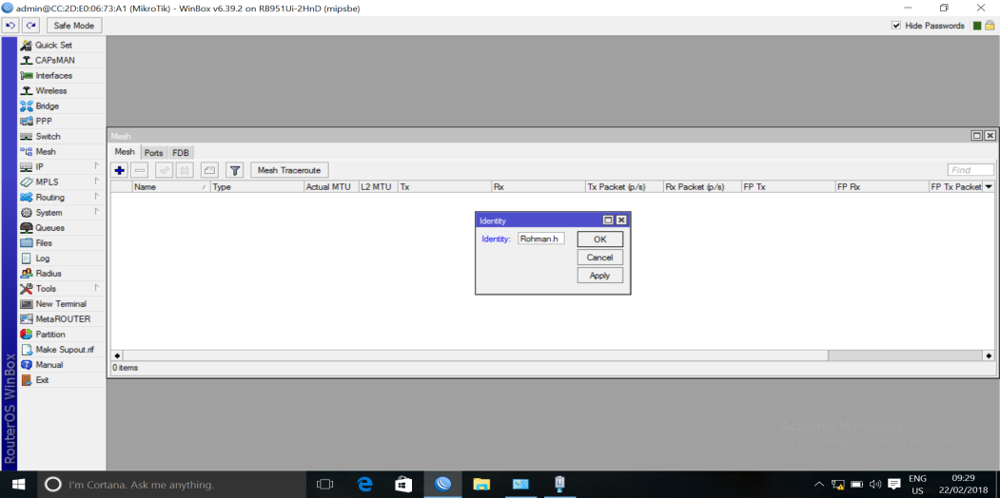 admin@CC:2D:E0:06:73:A1 (MikroTik) - WinBox v6.39.2 on RB951Ui-2HnD (mipsbe)
Safe Mode
Hide Passwords
Quick Set
CAPsMAN
Interfaces
Wireless
Bridge
PPP
Switch
Mesh
IP
MPLS
Routing
System
Queues
Files
Log
Radius
Tools
New Terminal
MetaROUTER
Partition
Make Supout.rif
Manual
Exit
RouterOS WinBox
Mesh
Mesh Ports FDB
Mesh Traceroute
Find
Name / Type Actual MTU L2 MTU Tx Rx Tx Packet (p/s) Rx Packet (p/s) FP Tx FP Rx FP Tx Packet
Identity
Identity: Rohman.h
OK
Cancel
Apply
0 items
Activate Windows
I'm Cortana. Ask me anything.
ENG
US
09:29
22/02/2018